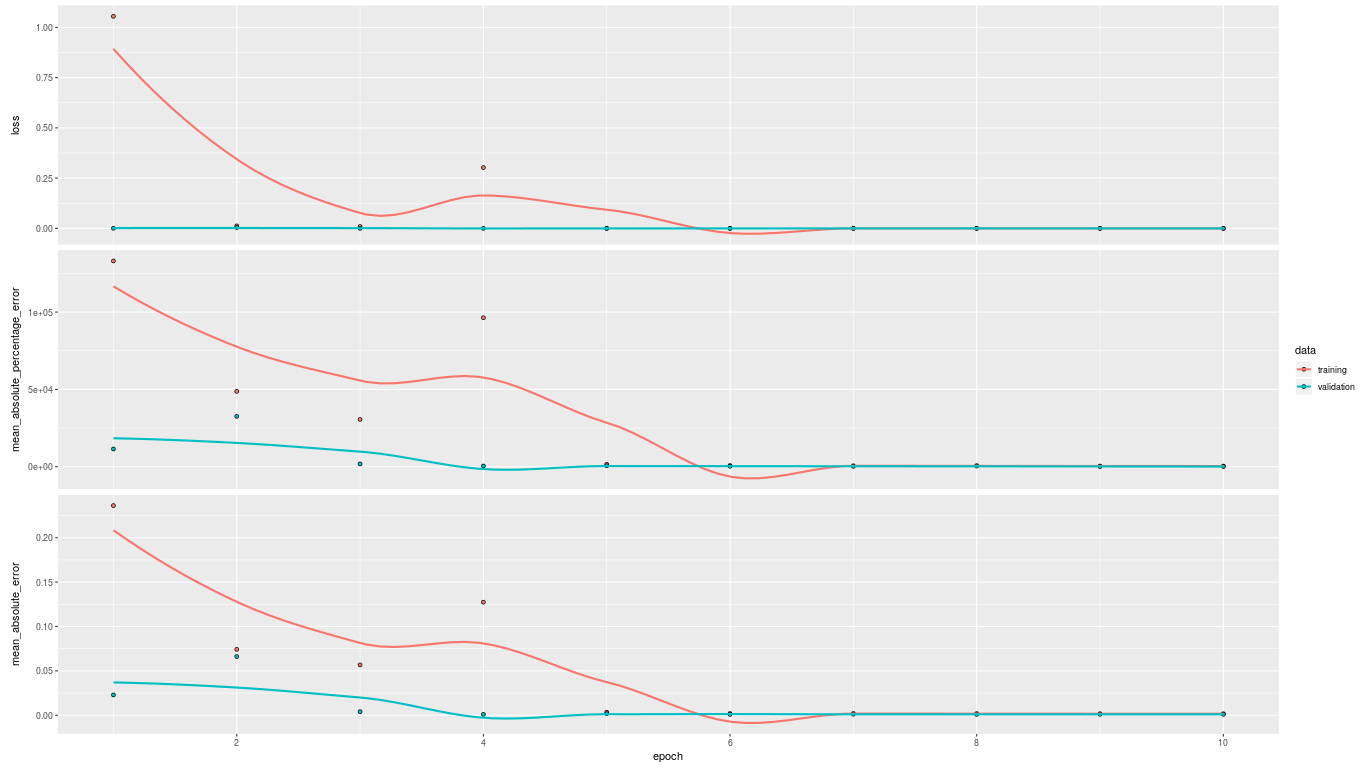 loss
1.00
0.75
0.50
0.25
0.00
mean_absolute_percentage_error
1e+05
5e+04
0e+00
mean_absolute_error
0.20
0.15
0.10
0.05
0.00
2
4
6
8
10
epoch
data
training
validation